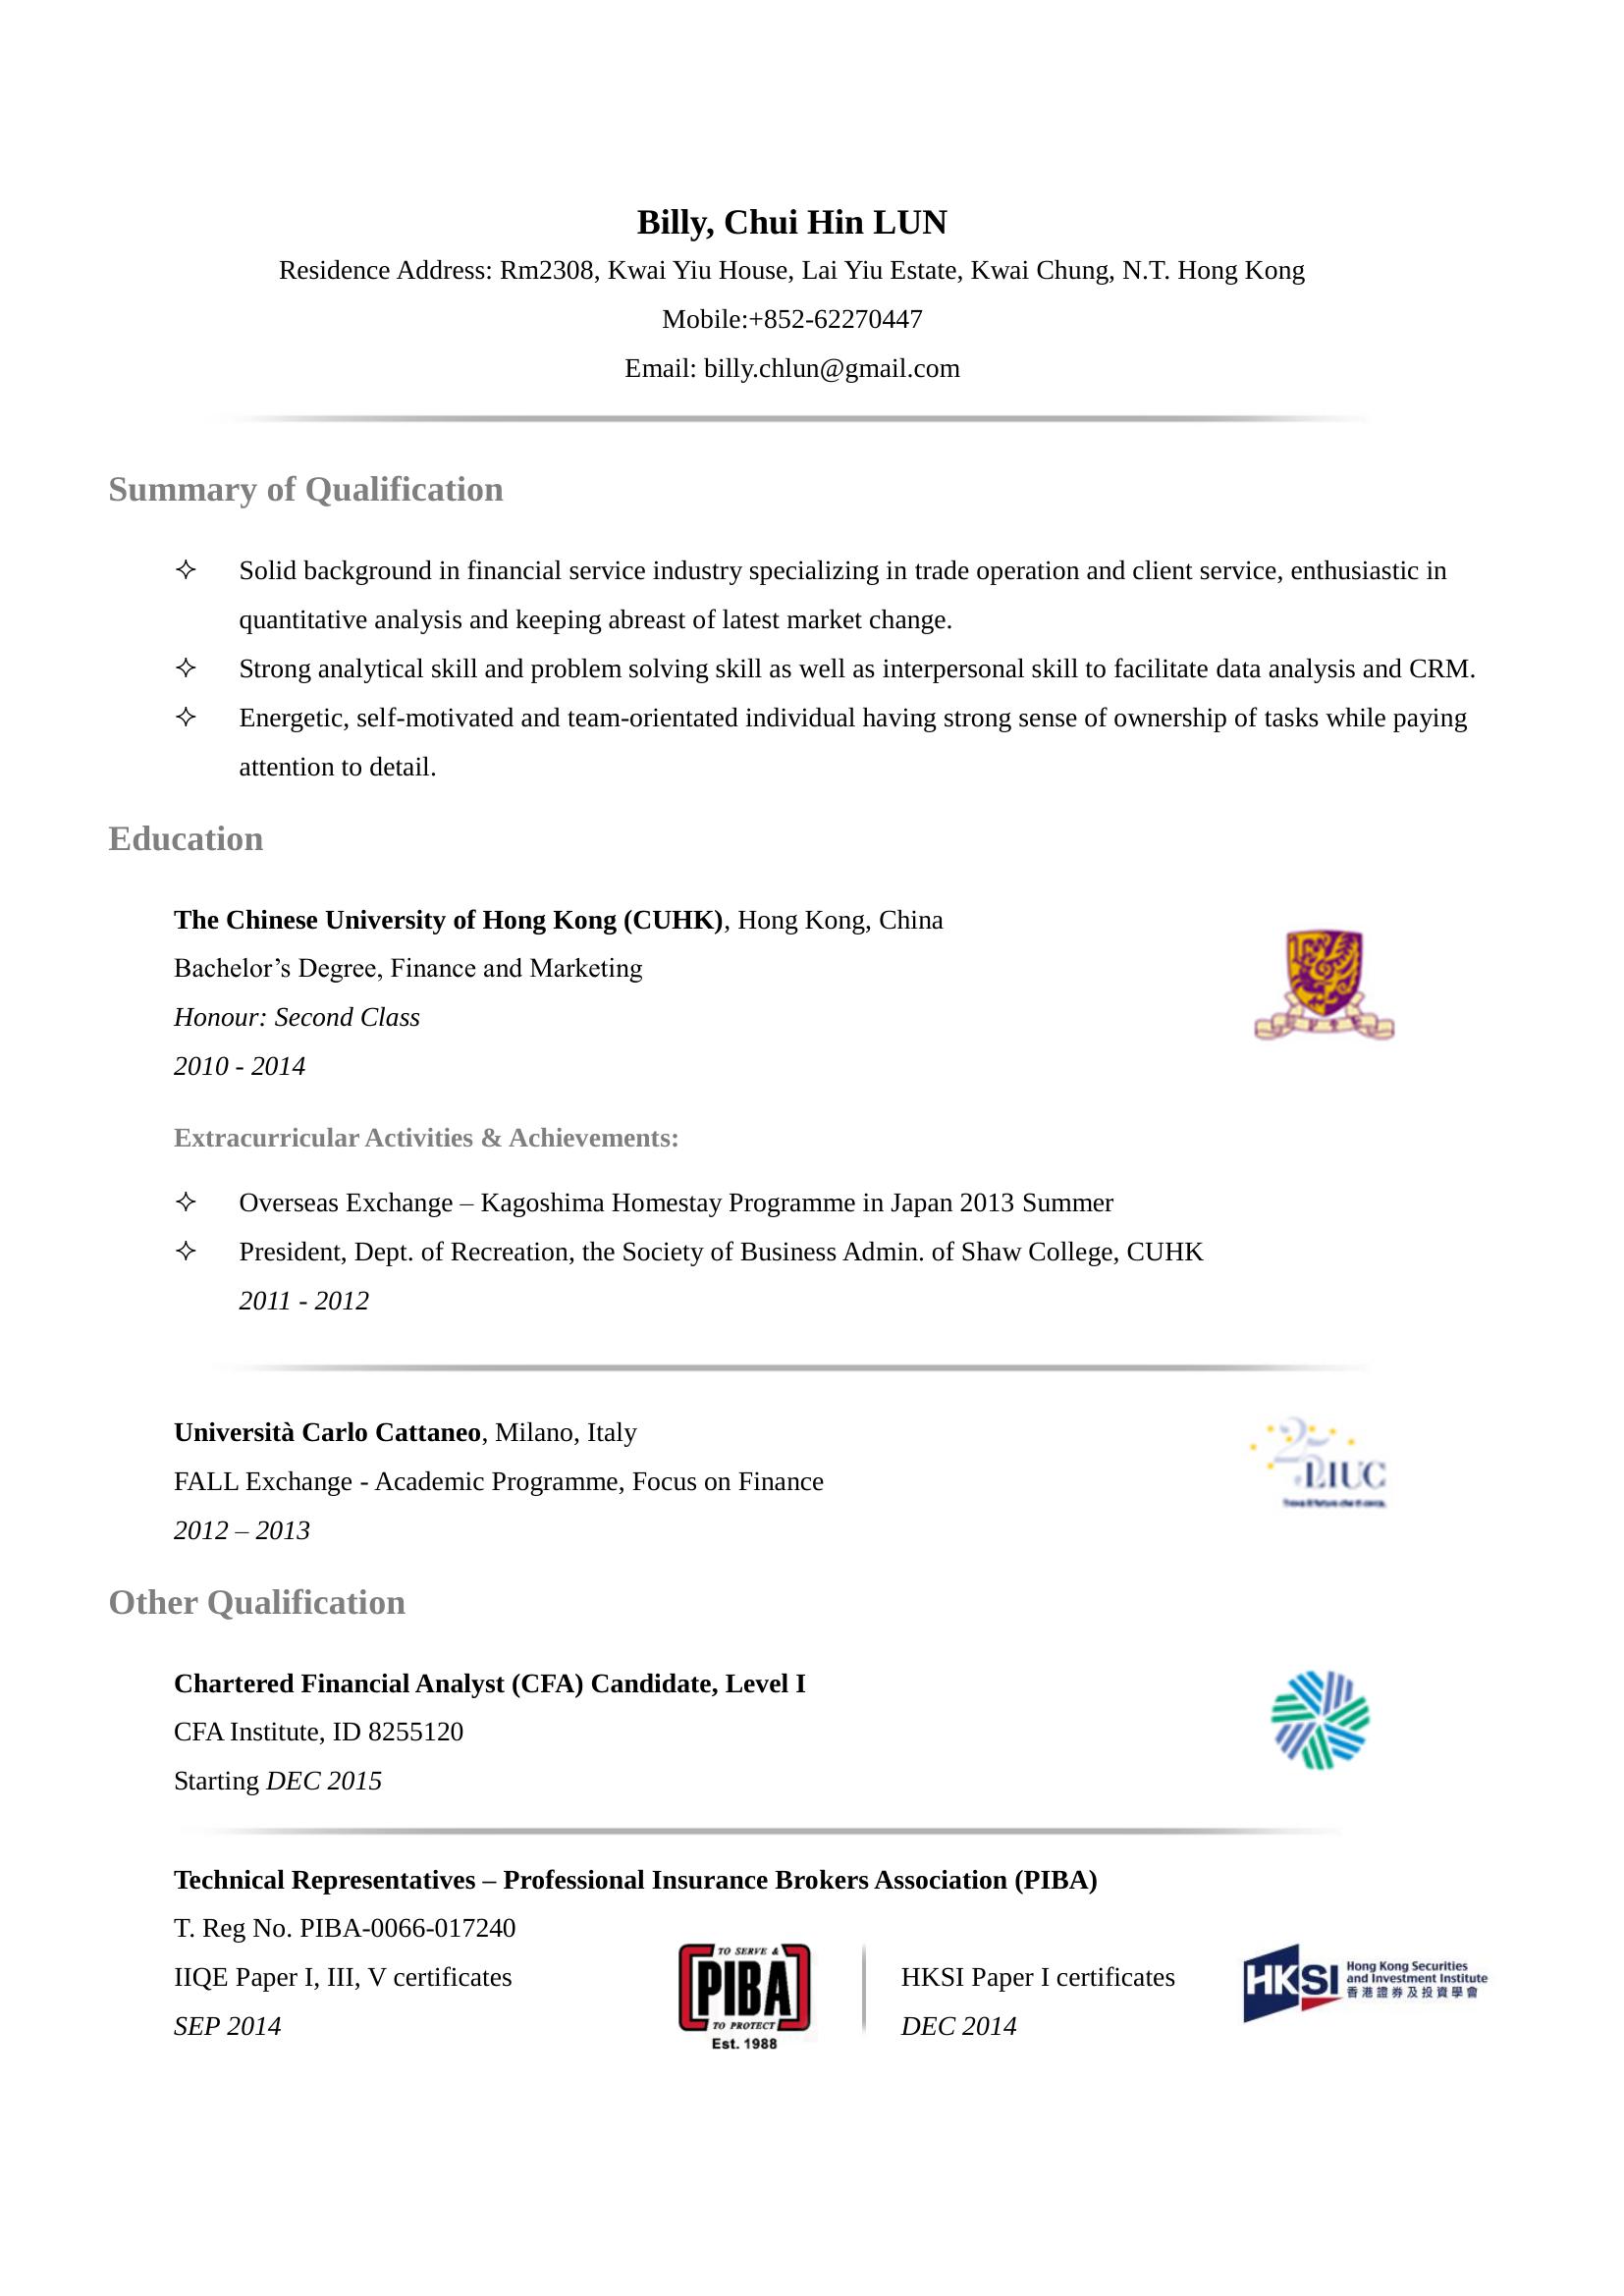 Billy, Chui Hin LUN
Residence Address: Rm2308, Kwai Yiu House, Lai Yiu Estate, Kwai Chung, N.T. Hong Kong
Mobile:+852-62270447
Email: billy.chlun@gmail.com
Summary of Qualification
✧ Solid background in financial service industry specializing in trade operation and client service, enthusiastic in
quantitative analysis and keeping abreast of latest market change.
✧ Strong analytical skill and problem solving skill as well as interpersonal skill to facilitate data analysis and CRM.
✧ Energetic, self-motivated and team-orientated individual having strong sense of ownership of tasks while paying
attention to detail.
Education
The Chinese University of Hong Kong (CUHK), Hong Kong, China
Bachelor’s Degree, Finance and Marketing
Honour: Second Class
2010 - 2014
Extracurricular Activities & Achievements:
✧ Overseas Exchange – Kagoshima Homestay Programme in Japan 2013 Summer
✧ President, Dept. of Recreation, the Society of Business Admin. of Shaw College, CUHK
2011 - 2012
Università Carlo Cattaneo, Milano, Italy
FALL Exchange - Academic Programme, Focus on Finance
2012 – 2013
25
LIUC
Other Qualification
Chartered Financial Analyst (CFA) Candidate, Level I
CFA Institute, ID 8255120
Starting DEC 2015
Technical Representatives – Professional Insurance Brokers Association (PIBA)
T. Reg No. PIBA-0066-017240
IIQE Paper I, III, V certificates
SEP 2014
TO SERVE &
PIBA
TO PROTECT
Est. 1988
HKSI Paper I certificates
DEC 2014
HKSI
Hong Kong Securities
and Investment Institute
香港證券及投資學會